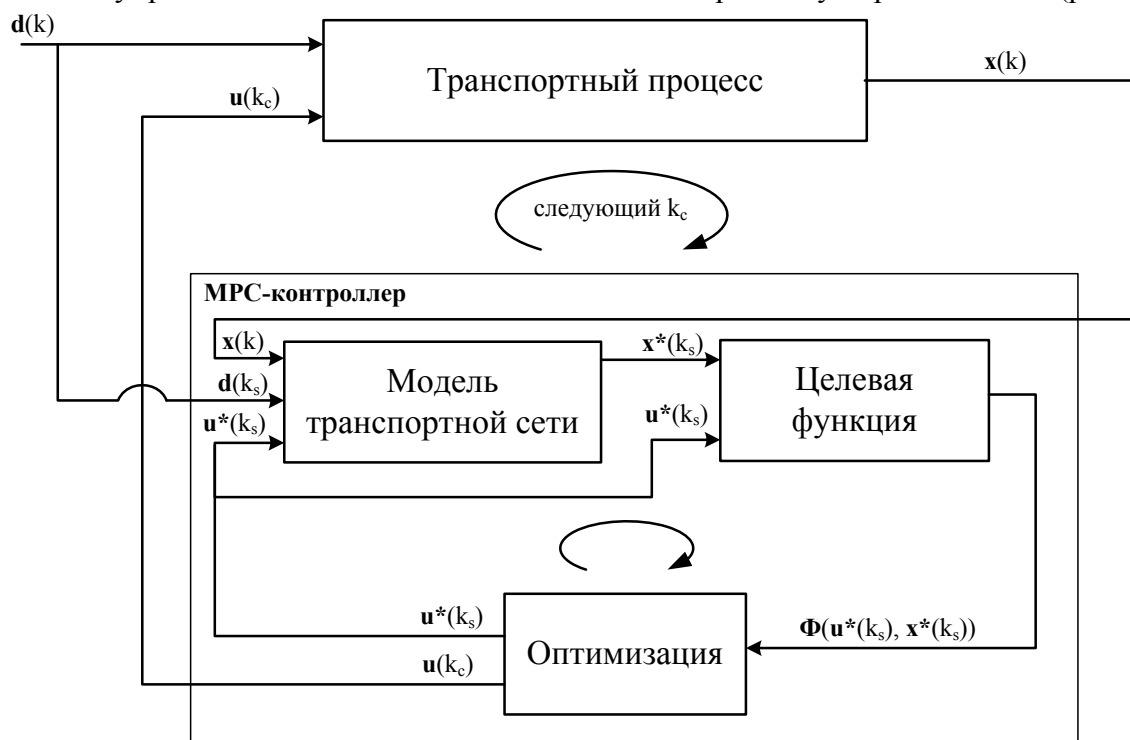 d(k)
Транспортный процесс
x(k)
u(k_c)
следующий k_c
МРС-контроллер
x(k)
x*(k_s)
d(k_s)
Модель
транспортной сети
Целевая
функция
u*(k_s)
u*(k_s)
u*(k_s)
Φ(u*(k_s), x*(k_s))
Оптимизация
u(k_c)